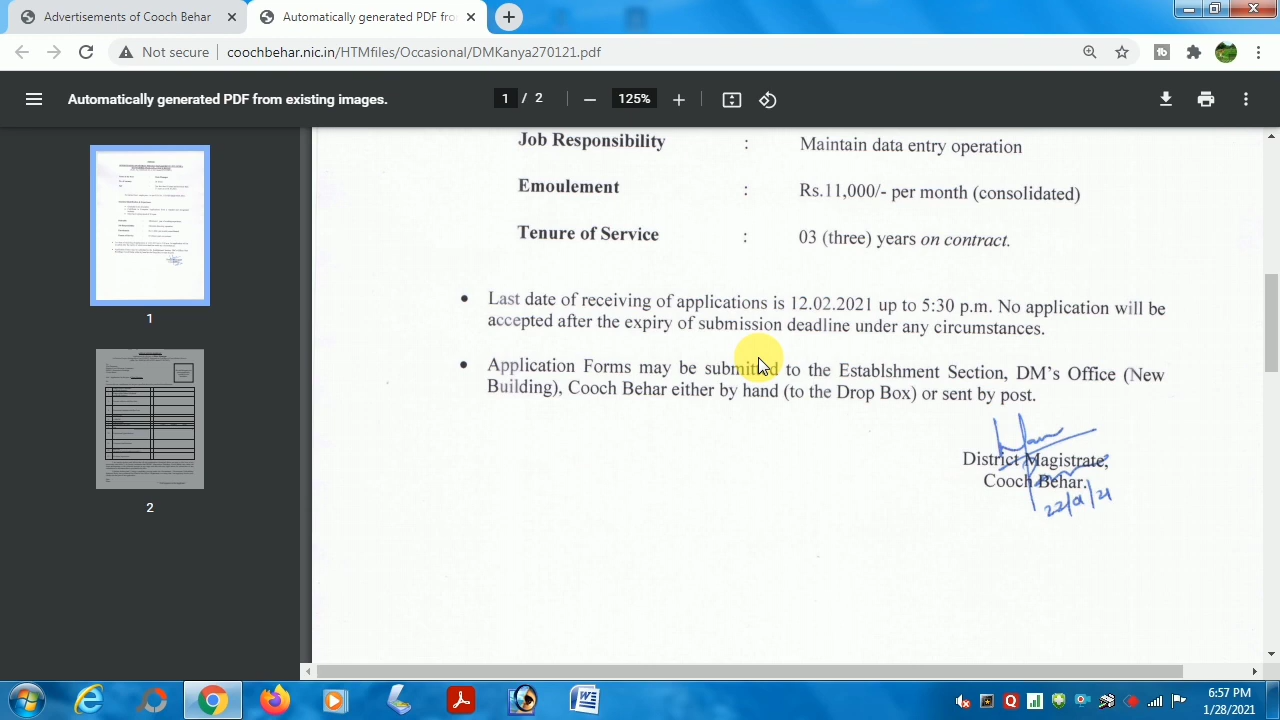 Advertisements of Cooch Behar
Automatically generated PDF fro
Not secure
coochbehar.nic.in/HTMfiles/Occasional/DMKanya270121.pdf
Automatically generated PDF from existing images.
1 / 2
125%
Job Responsibility : Maintain data entry operation
Emoulement : Rs.11,000/- per month (consolidated)
Tenure of Service : 03 (three) years on contract.
• Last date of receiving of applications is 12.02.2021 up to 5:30 p.m. No application will be
accepted after the expiry of submission deadline under any circumstances.
• Application Forms may be submitted to the Establshment Section, DM's Office (New
Building), Cooch Behar either by hand (to the Drop Box) or sent by post.
District Magistrate,
Cooch Behar.
1
2
6:57 PM
1/28/2021